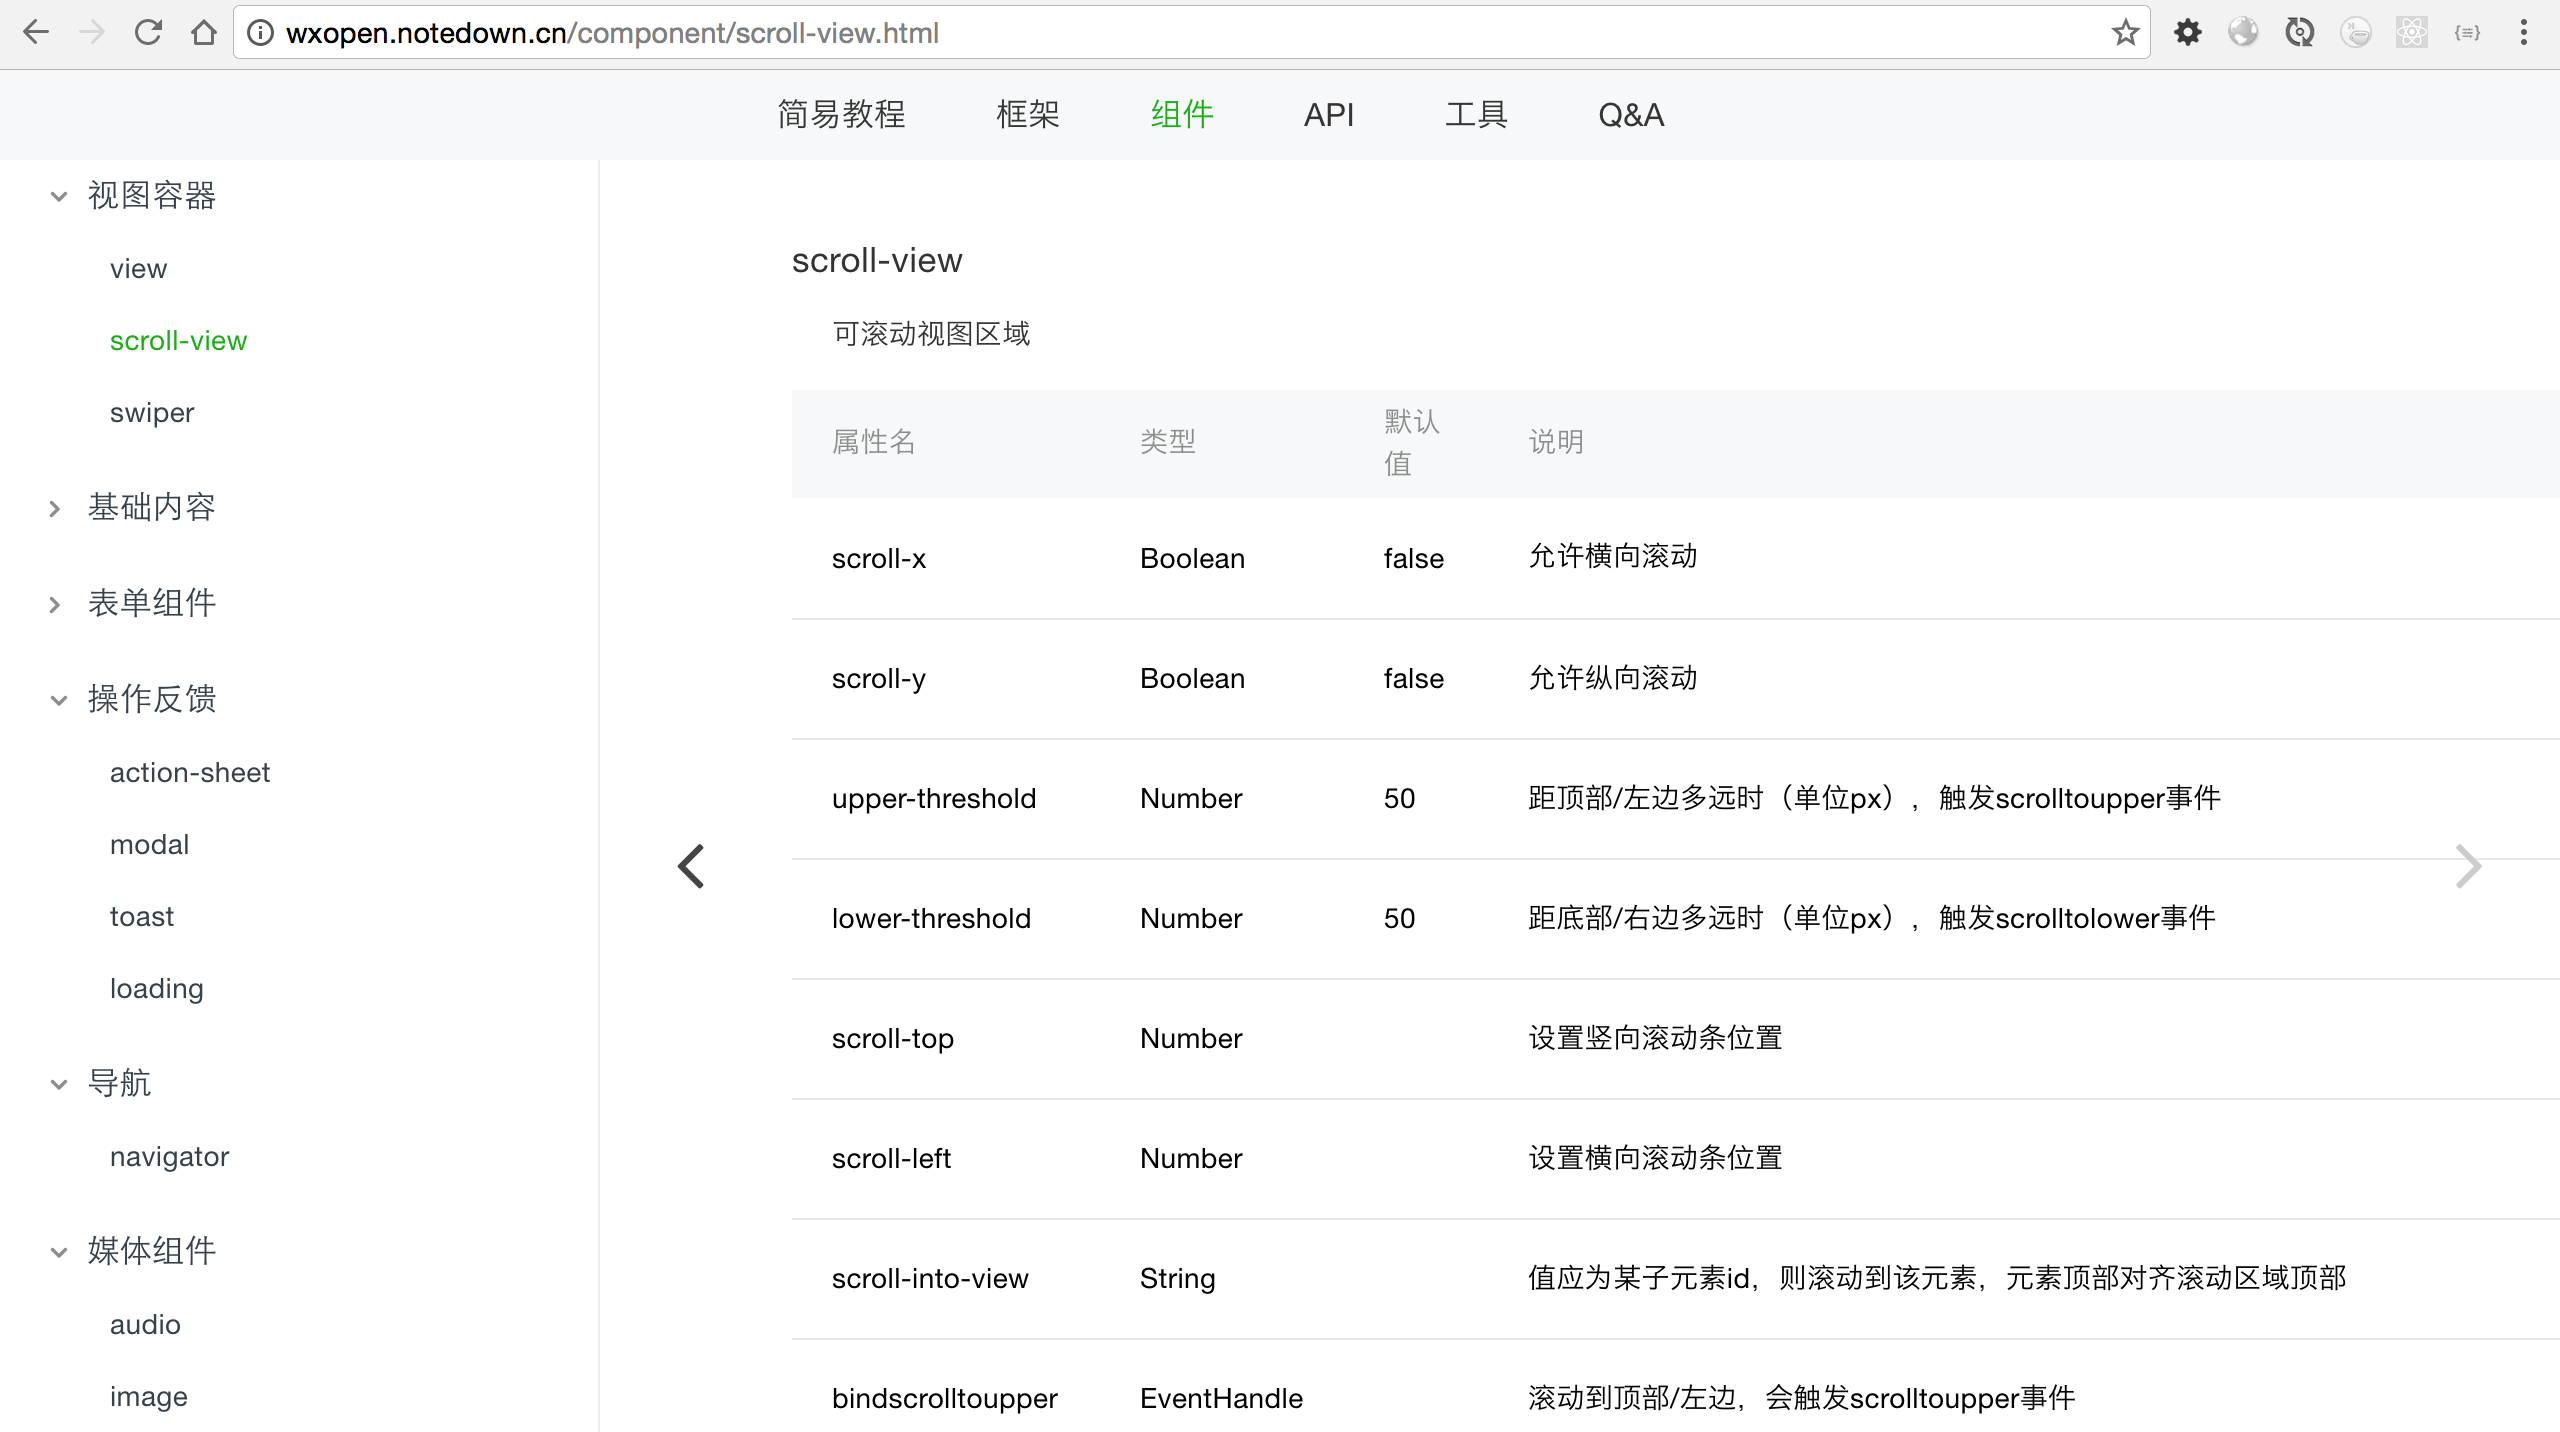 wxopen.notedown.cn/component/scroll-view.html
简易教程 框架 组件 API 工具 Q&A
视图容器
view
scroll-view
swiper
基础内容
表单组件
操作反馈
action-sheet
modal
toast
loading
导航
navigator
媒体组件
audio
image
scroll-view
可滚动视图区域
属性名 类型 默认值 说明
scroll-x Boolean false 允许横向滚动
scroll-y Boolean false 允许纵向滚动
upper-threshold Number 50 距顶部/左边多远时（单位px），触发scrolltoupper事件
lower-threshold Number 50 距底部/右边多远时（单位px），触发scrolltolower事件
scroll-top Number 设置竖向滚动条位置
scroll-left Number 设置横向滚动条位置
scroll-into-view String 值应为某子元素id，则滚动到该元素，元素顶部对齐滚动区域顶部
bindscrolltoupper EventHandle 滚动到顶部/左边，会触发scrolltoupper事件